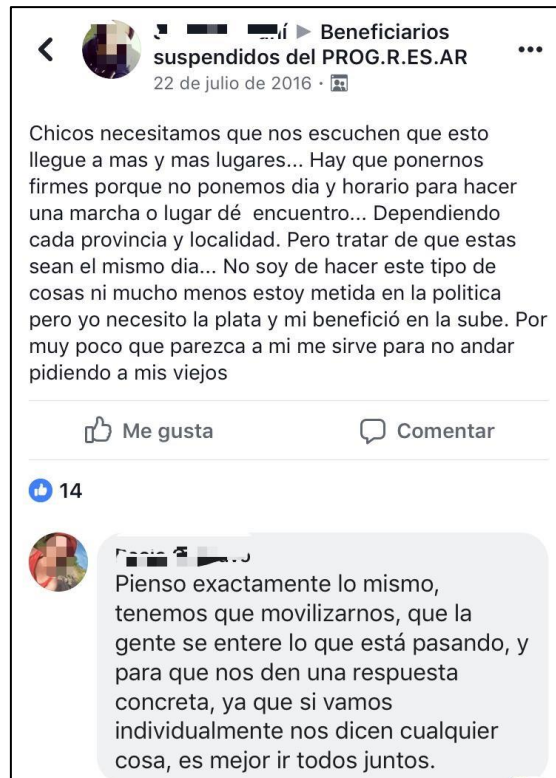 ▶ Beneficiarios
suspendidos del PROG.R.ES.AR
22 de julio de 2016 ·
Chicos necesitamos que nos escuchen que esto
llegue a mas y mas lugares... Hay que ponernos
firmes porque no ponemos dia y horario para hacer
una marcha o lugar dé encuentro... Dependiendo
cada provincia y localidad. Pero tratar de que estas
sean el mismo dia... No soy de hacer este tipo de
cosas ni mucho menos estoy metida en la politica
pero yo necesito la plata y mi benefició en la sube. Por
muy poco que parezca a mi me sirve para no andar
pidiendo a mis viejos
Me gusta
Comentar
14
Pienso exactamente lo mismo,
tenemos que movilizarnos, que la
gente se entere lo que está pasando, y
para que nos den una respuesta
concreta, ya que si vamos
individualmente nos dicen cualquier
cosa, es mejor ir todos juntos.